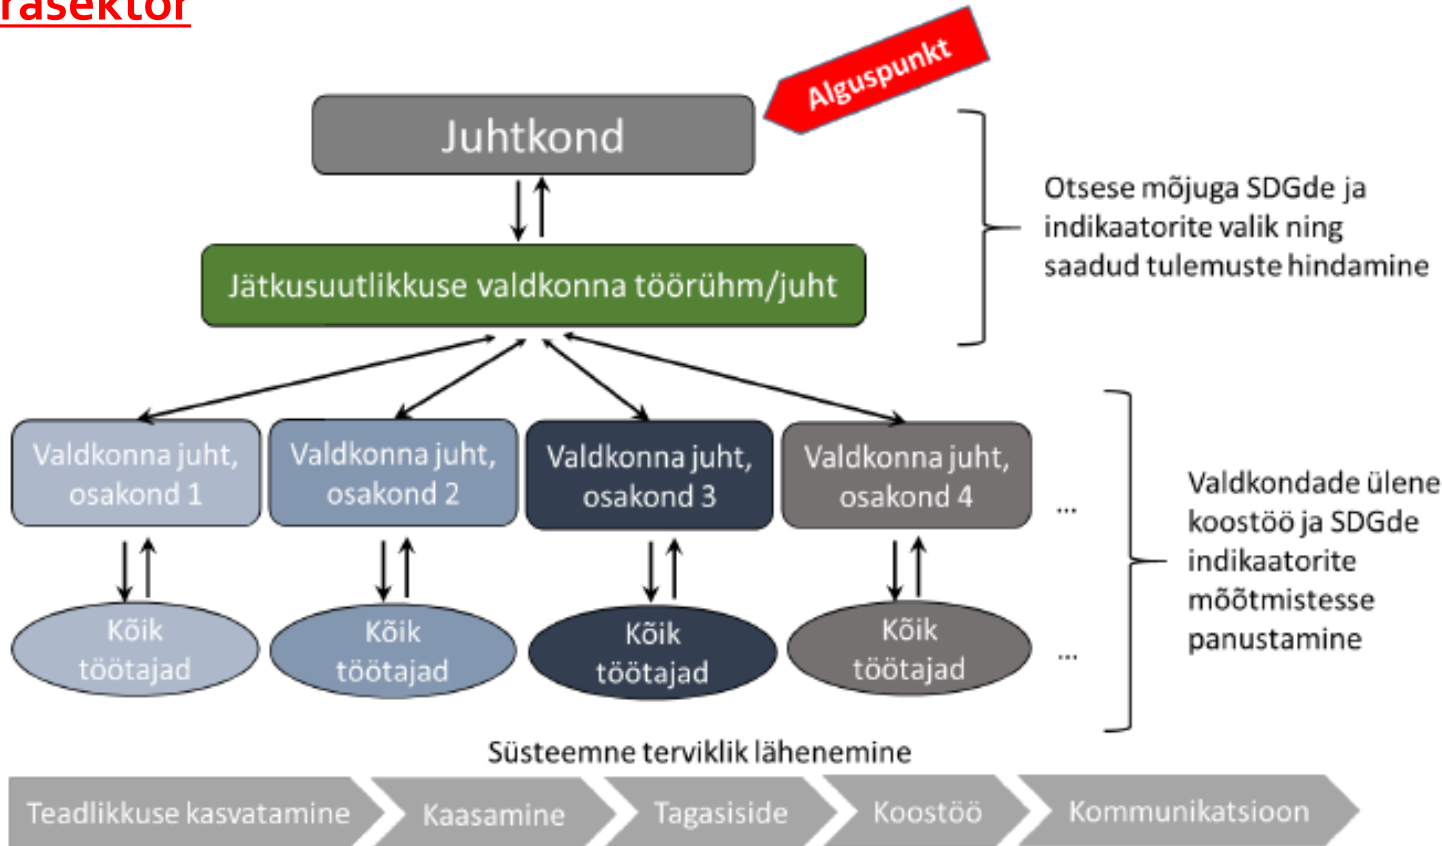 rasektor
Alguspunkt
Juhtkond
Otsese mõjuga SDGde ja
indikaatorite valik ning
saadud tulemuste hindamine
Jätkusuutlikkuse valdkonna töörühm/juht
Valdkonna juht,
osakond 1
Valdkonna juht,
osakond 2
Valdkonna juht,
osakond 3
Valdkonna juht,
osakond 4
...
Valdkondade ülene
koostöö ja SDGde
indikaatorite
mõõtmistesse
panustamine
Kõik
töötajad
Kõik
töötajad
Kõik
töötajad
Kõik
töötajad
...
Süsteemne terviklik lähenemine
Teadlikkuse kasvatamine
Kaasamine
Tagasiside
Koostöö
Kommunikatsioon